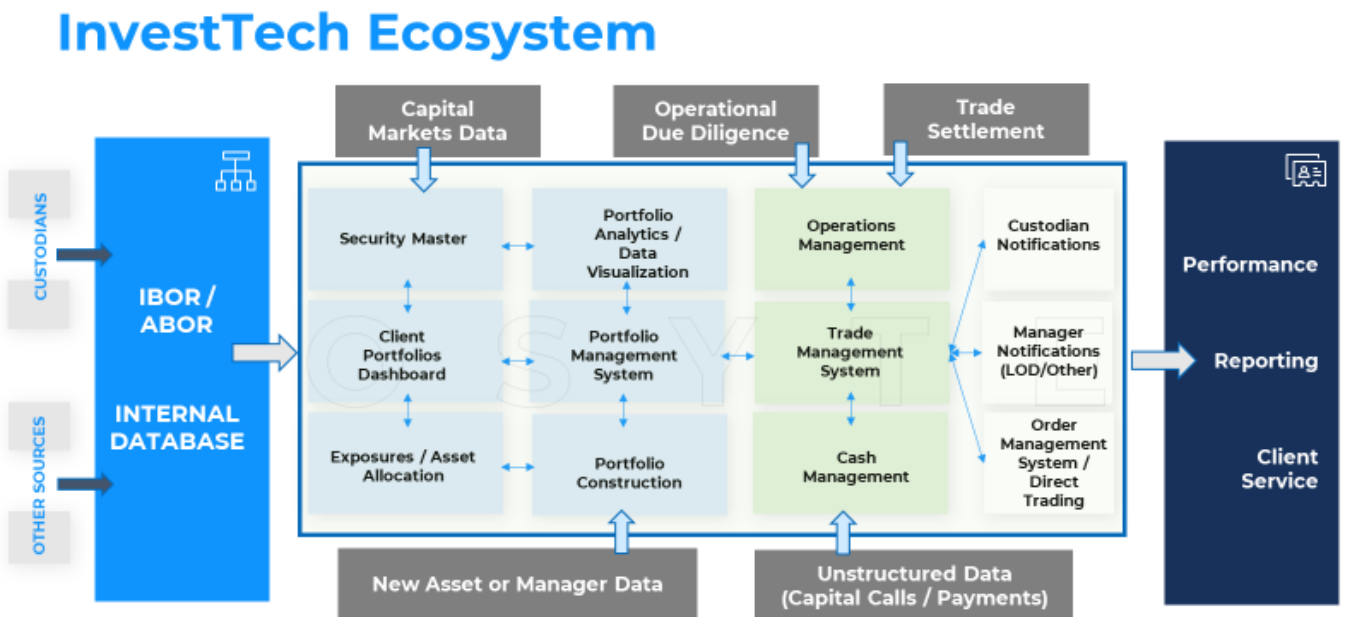 InvestTech Ecosystem
Capital
Markets Data
Operational
Due Diligence
Trade
Settlement
CUSTODIANS
OTHER SOURCES
IBOR /
ABOR
INTERNAL
DATABASE
Security Master
Portfolio
Analytics /
Data
Visualization
Operations
Management
Custodian
Notifications
Client
Portfolios
Dashboard
Portfolio
Management
System
Trade
Management
System
Manager
Notifications
(LOD/Other)
Exposures / Asset
Allocation
Portfolio
Construction
Cash
Management
Order
Management
System /
Direct
Trading
C S Y T E
New Asset or Manager Data
Unstructured Data
(Capital Calls / Payments)
Performance
Reporting
Client
Service